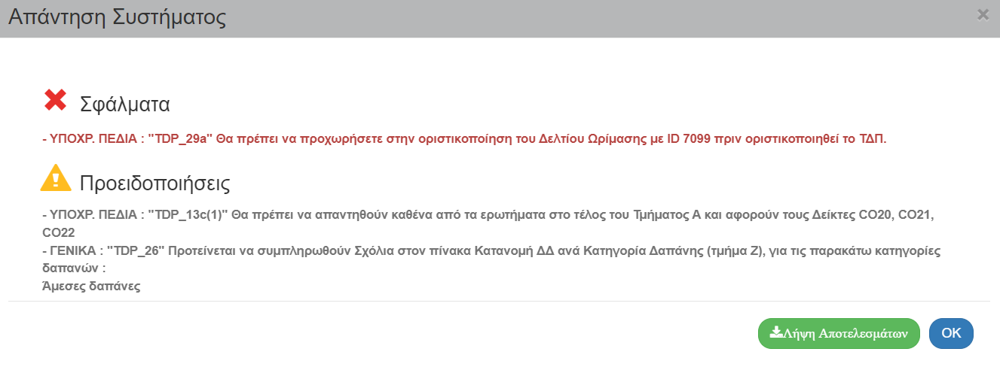 Απάντηση Συστήματος
×
Σφάλματα
- ΥΠΟΧΡ. ΠΕΔΙΑ : "TDP_29a" Θα πρέπει να προχωρήσετε στην οριστικοποίηση του Δελτίου Ωρίμασης με ID 7099 πριν οριστικοποιηθεί το ΤΔΠ.
Προειδοποιήσεις
- ΥΠΟΧΡ. ΠΕΔΙΑ : "TDP_13c(1)" Θα πρέπει να απαντηθούν καθένα από τα ερωτήματα στο τέλος του Τμήματος Α και αφορούν τους Δείκτες CO20, CO21,
CO22
- ΓΕΝΙΚΑ : "TDP_26" Προτείνεται να συμπληρωθούν Σχόλια στον πίνακα Κατανομή ΔΔ ανά Κατηγορία Δαπάνης (τμήμα Ζ), για τις παρακάτω κατηγορίες
δαπανών :
Άμεσες δαπάνες
Λήψη Αποτελεσμάτων
OK